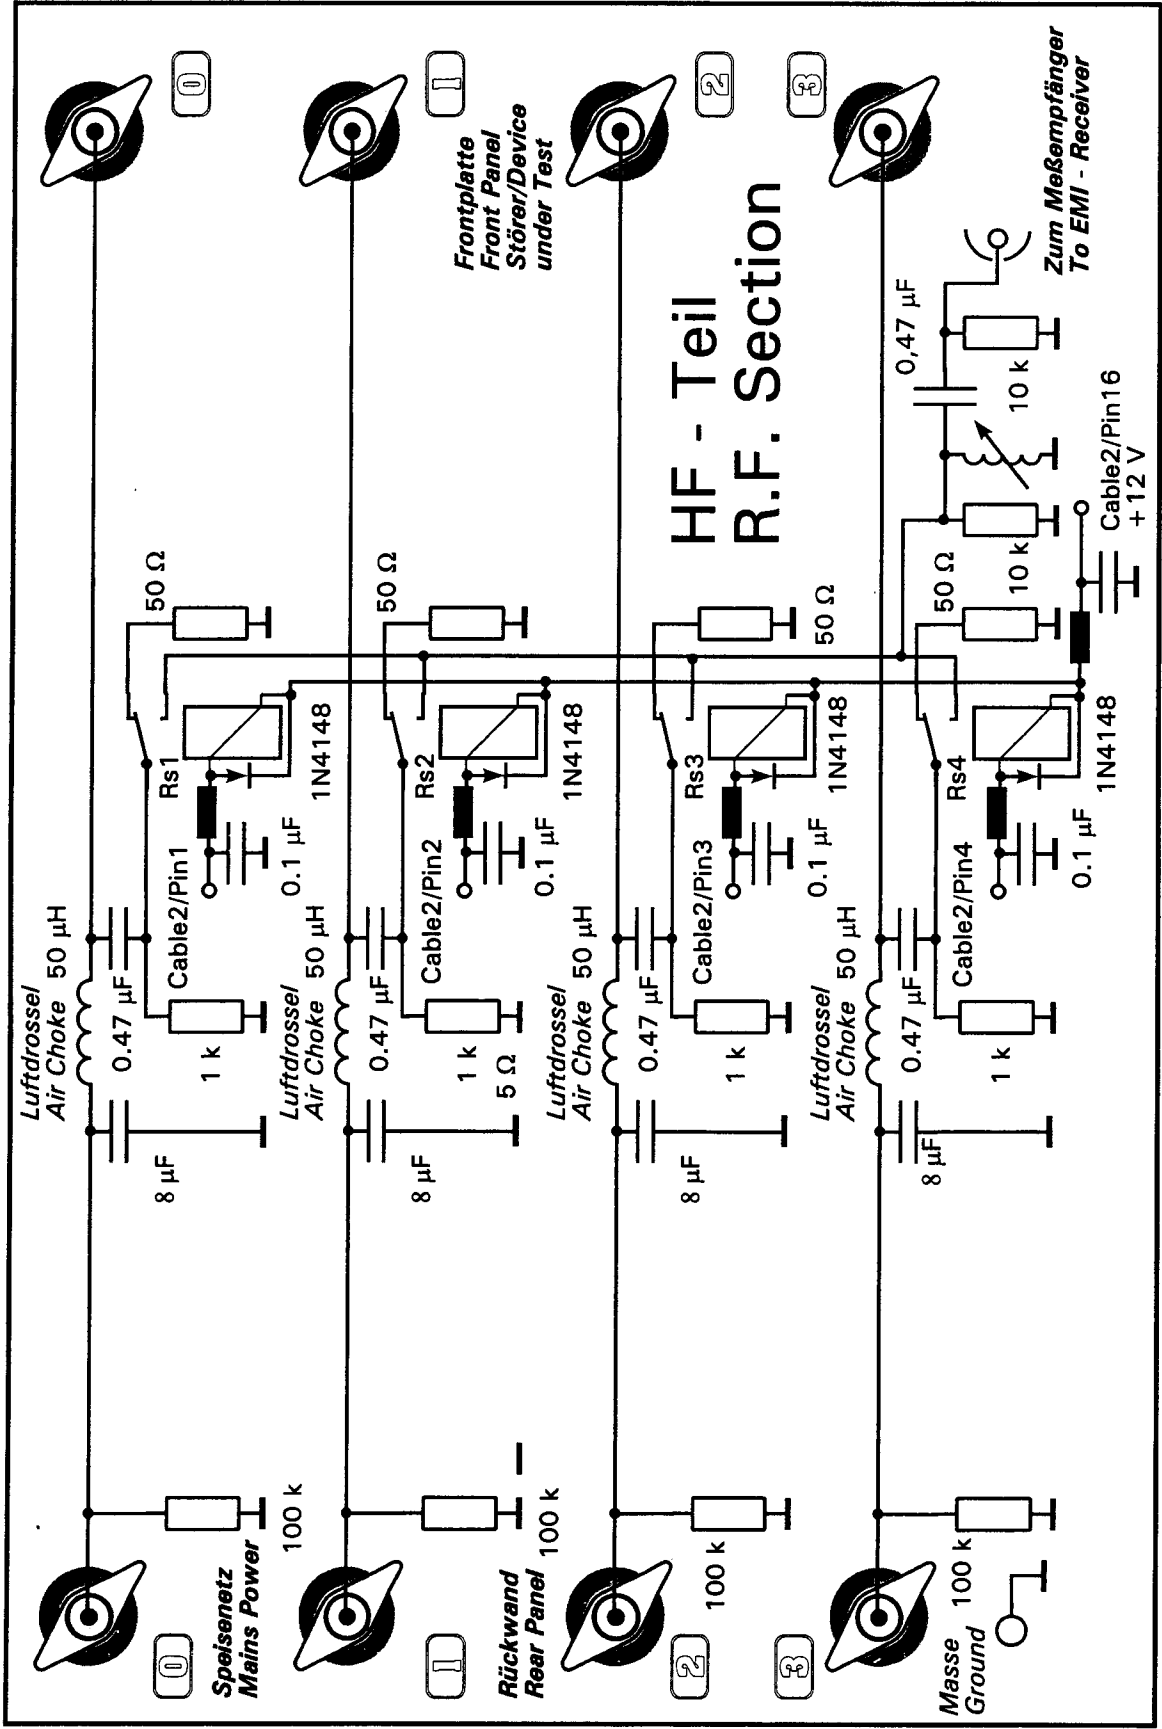 0
1
2
3
Frontplatte
Front Panel
Störer/Device
under Test
HF - Teil
R.F. Section
Zum Meßempfänger
To EMI - Receiver
0,47 µF
10 k
10 k
Cable2/Pin16
+12 V
50 Ω
50 Ω
50 Ω
50 Ω
Rs1
1N4148
Rs2
1N4148
Rs3
1N4148
Rs4
1N4148
Cable2/Pin1
0.1 µF
Cable2/Pin2
0.1 µF
Cable2/Pin3
0.1 µF
Cable2/Pin4
0.1 µF
Luftdrossel
Air Choke 50 µH
0.47 µF
1 k
8 µF
Luftdrossel
Air Choke 50 µH
0.47 µF
1 k
5 Ω
8 µF
Luftdrossel
Air Choke 50 µH
0.47 µF
1 k
8 µF
Luftdrossel
Air Choke 50 µH
0.47 µF
1 k
8 µF
100 k
100 k
100 k
100 k
0
Speisenetz
Mains Power
1
Rückwand
Rear Panel
2
3
Masse
Ground